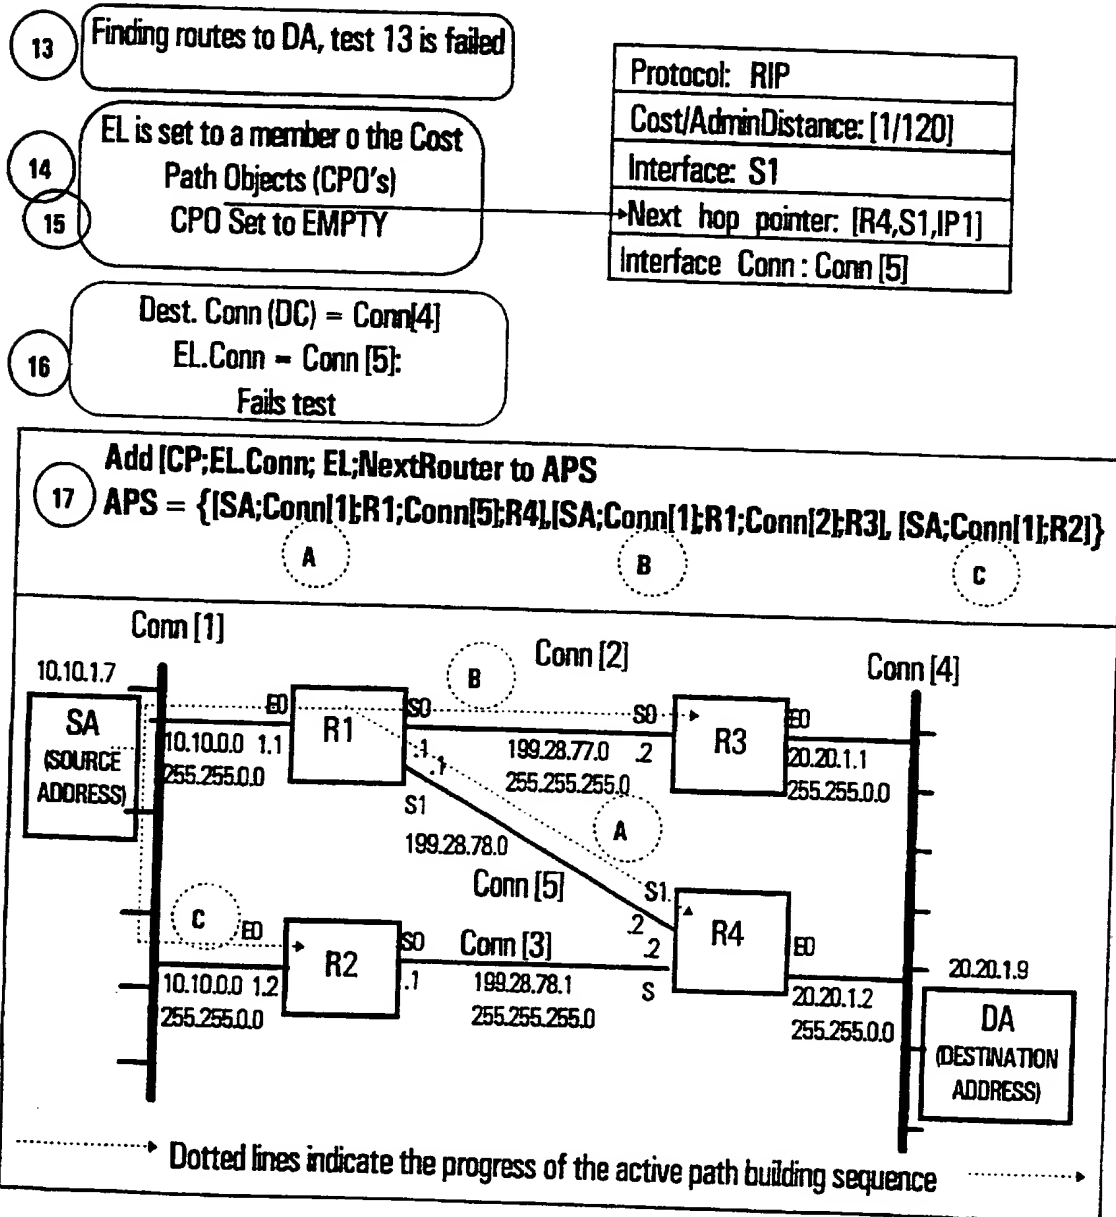 13
Finding routes to DA, test 13 is failed
14
15
EL is set to a member o the Cost
Path Objects (CPO's)
CPO Set to EMPTY
Protocol: RIP
Cost/AdminDistance: [1/120]
Interface: S1
Next hop pointer: [R4,S1,IP1]
Interface Conn: Conn [5]
16
Dest. Conn (DC) = Conn[4]
EL.Conn = Conn [5]:
Fails test
17
Add [CP;EL.Conn; EL;NextRouter to APS
APS = {[SA;Conn[1];R1;Conn[5];R4],[SA;Conn[1];R1;Conn[2];R3], [SA;Conn[1];R2]}
A
B
C
Conn [1]
Conn [2]
Conn [4]
10.10.1.7
SA
(SOURCE
ADDRESS)
E0
10.10.0.0 1.1
255.255.0.0
R1
S0
.1
.1
S1
B
199.28.77.0
255.255.255.0
S0
.2
R3
E0
20.20.1.1
255.255.0.0
199.28.78.0
A
Conn [5]
S1
.2
.2
S
R4
E0
20.20.1.2
255.255.0.0
C
E0
10.10.0.0 1.2
255.255.0.0
R2
S0
.1
Conn [3]
199.28.78.1
255.255.255.0
20.20.1.9
DA
(DESTINATION
ADDRESS)
Dotted lines indicate the progress of the active path building sequence